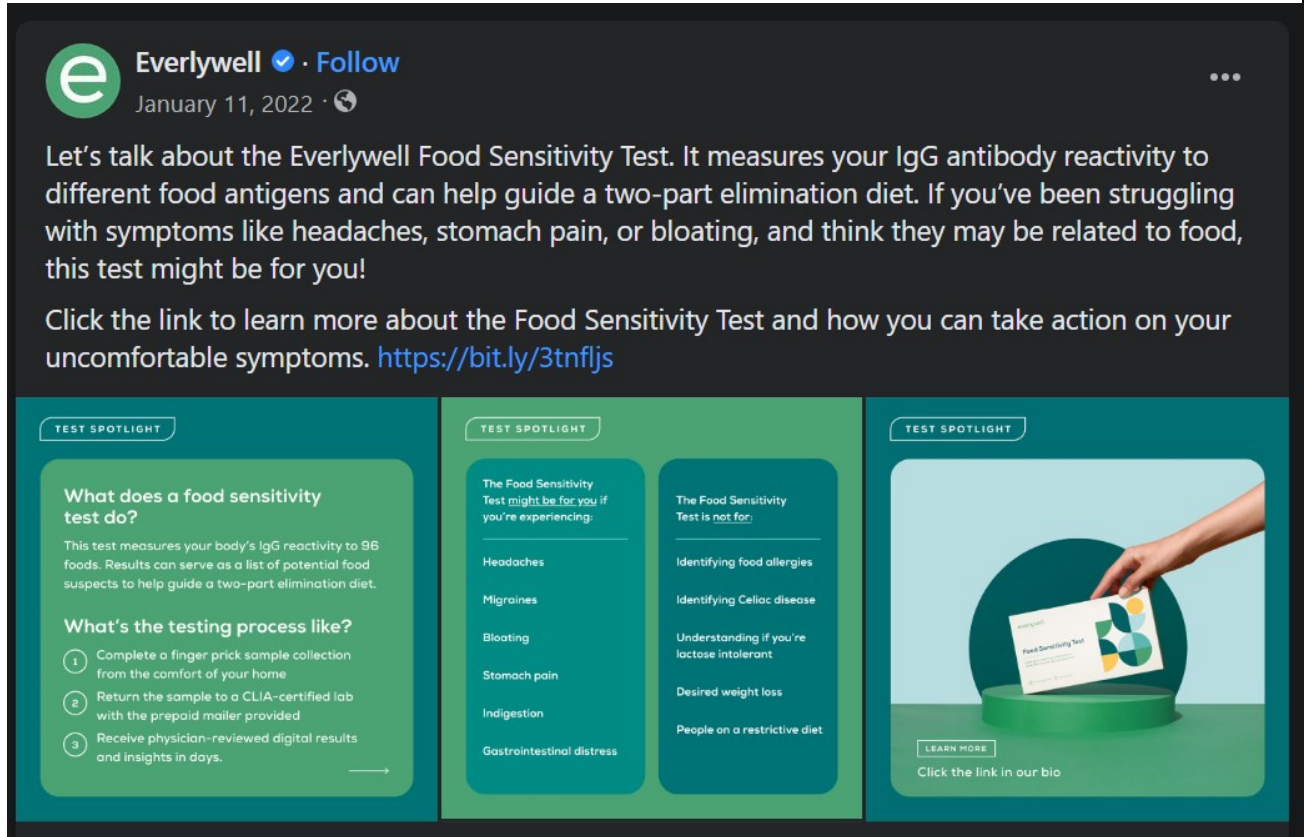 Everlywell · Follow
January 11, 2022 ·
Let's talk about the Everlywell Food Sensitivity Test. It measures your IgG antibody reactivity to
different food antigens and can help guide a two-part elimination diet. If you've been struggling
with symptoms like headaches, stomach pain, or bloating, and think they may be related to food,
this test might be for you!
Click the link to learn more about the Food Sensitivity Test and how you can take action on your
uncomfortable symptoms. https://bit.ly/3tnfljs
TEST SPOTLIGHT
What does a food sensitivity
test do?
This test measures your body's IgG reactivity to 96
foods. Results can serve as a list of potential food
suspects to help guide a two-part elimination diet.
What's the testing process like?
1 Complete a finger prick sample collection
from the comfort of your home
2 Return the sample to a CLIA-certified lab
with the prepaid mailer provided
3 Receive physician-reviewed digital results
and insights in days.
TEST SPOTLIGHT
The Food Sensitivity
Test might be for you if
you're experiencing:
Headaches
Migraines
Bloating
Stomach pain
Indigestion
Gastrointestinal distress
The Food Sensitivity
Test is not for:
Identifying food allergies
Identifying Celiac disease
Understanding if you're
lactose intolerant
Desired weight loss
People on a restrictive diet
TEST SPOTLIGHT
everlywell
Food Sensitivity Test
LEARN MORE
Click the link in our bio